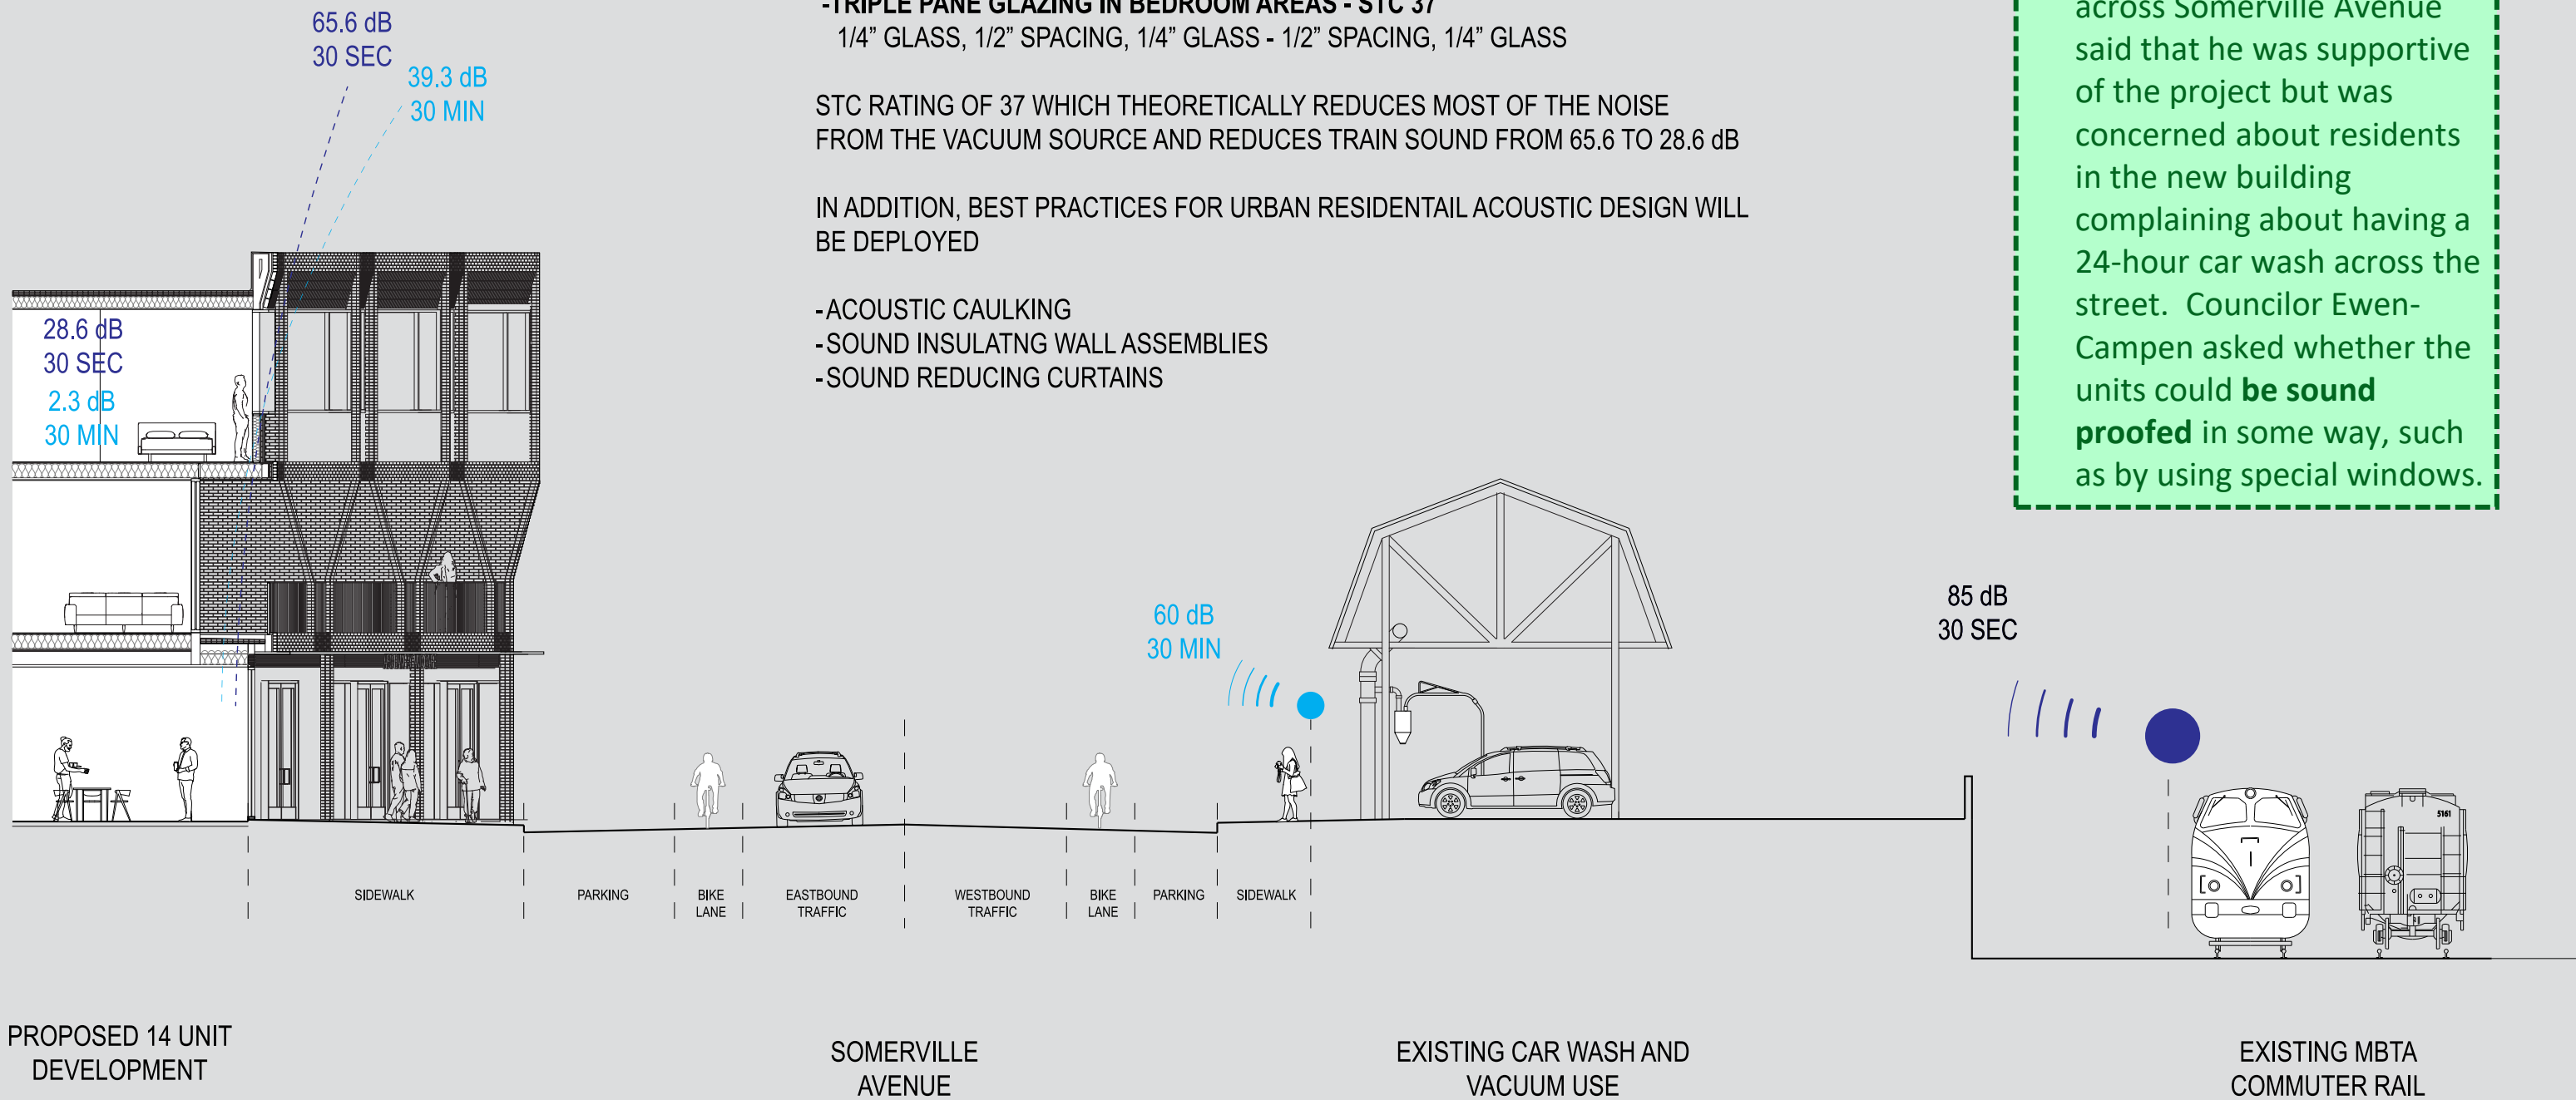 -TRIPLE PANE GLAZING IN BEDROOM AREAS - STC 37
1/4” GLASS, 1/2” SPACING, 1/4” GLASS - 1/2” SPACING, 1/4” GLASS
STC RATING OF 37 WHICH THEORETICALLY REDUCES MOST OF THE NOISE
FROM THE VACUUM SOURCE AND REDUCES TRAIN SOUND FROM 65.6 TO 28.6 dB
IN ADDITION, BEST PRACTICES FOR URBAN RESIDENTAIL ACOUSTIC DESIGN WILL
BE DEPLOYED
-ACOUSTIC CAULKING
-SOUND INSULATNG WALL ASSEMBLIES
-SOUND REDUCING CURTAINS
across Somerville Avenue
said that he was supportive
of the project but was
concerned about residents
in the new building
complaining about having a
24-hour car wash across the
street.  Councilor Ewen-
Campen asked whether the
units could be sound
proofed in some way, such
as by using special windows.
65.6 dB
30 SEC
39.3 dB
30 MIN
28.6 dB
30 SEC
2.3 dB
30 MIN
60 dB
30 MIN
85 dB
30 SEC
5161
SIDEWALK
PARKING
BIKE
LANE
EASTBOUND
TRAFFIC
WESTBOUND
TRAFFIC
BIKE
LANE
PARKING
SIDEWALK
PROPOSED 14 UNIT
DEVELOPMENT
SOMERVILLE
AVENUE
EXISTING CAR WASH AND
VACUUM USE
EXISTING MBTA
COMMUTER RAIL